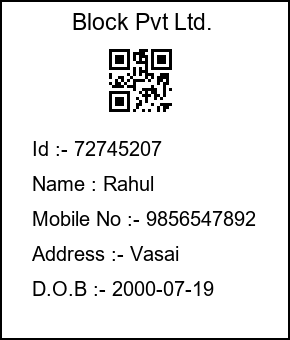 Block Pvt Ltd.
Id :- 72745207
Name : Rahul
Mobile No :- 9856547892
Address :- Vasai
D.O.B :- 2000-07-19